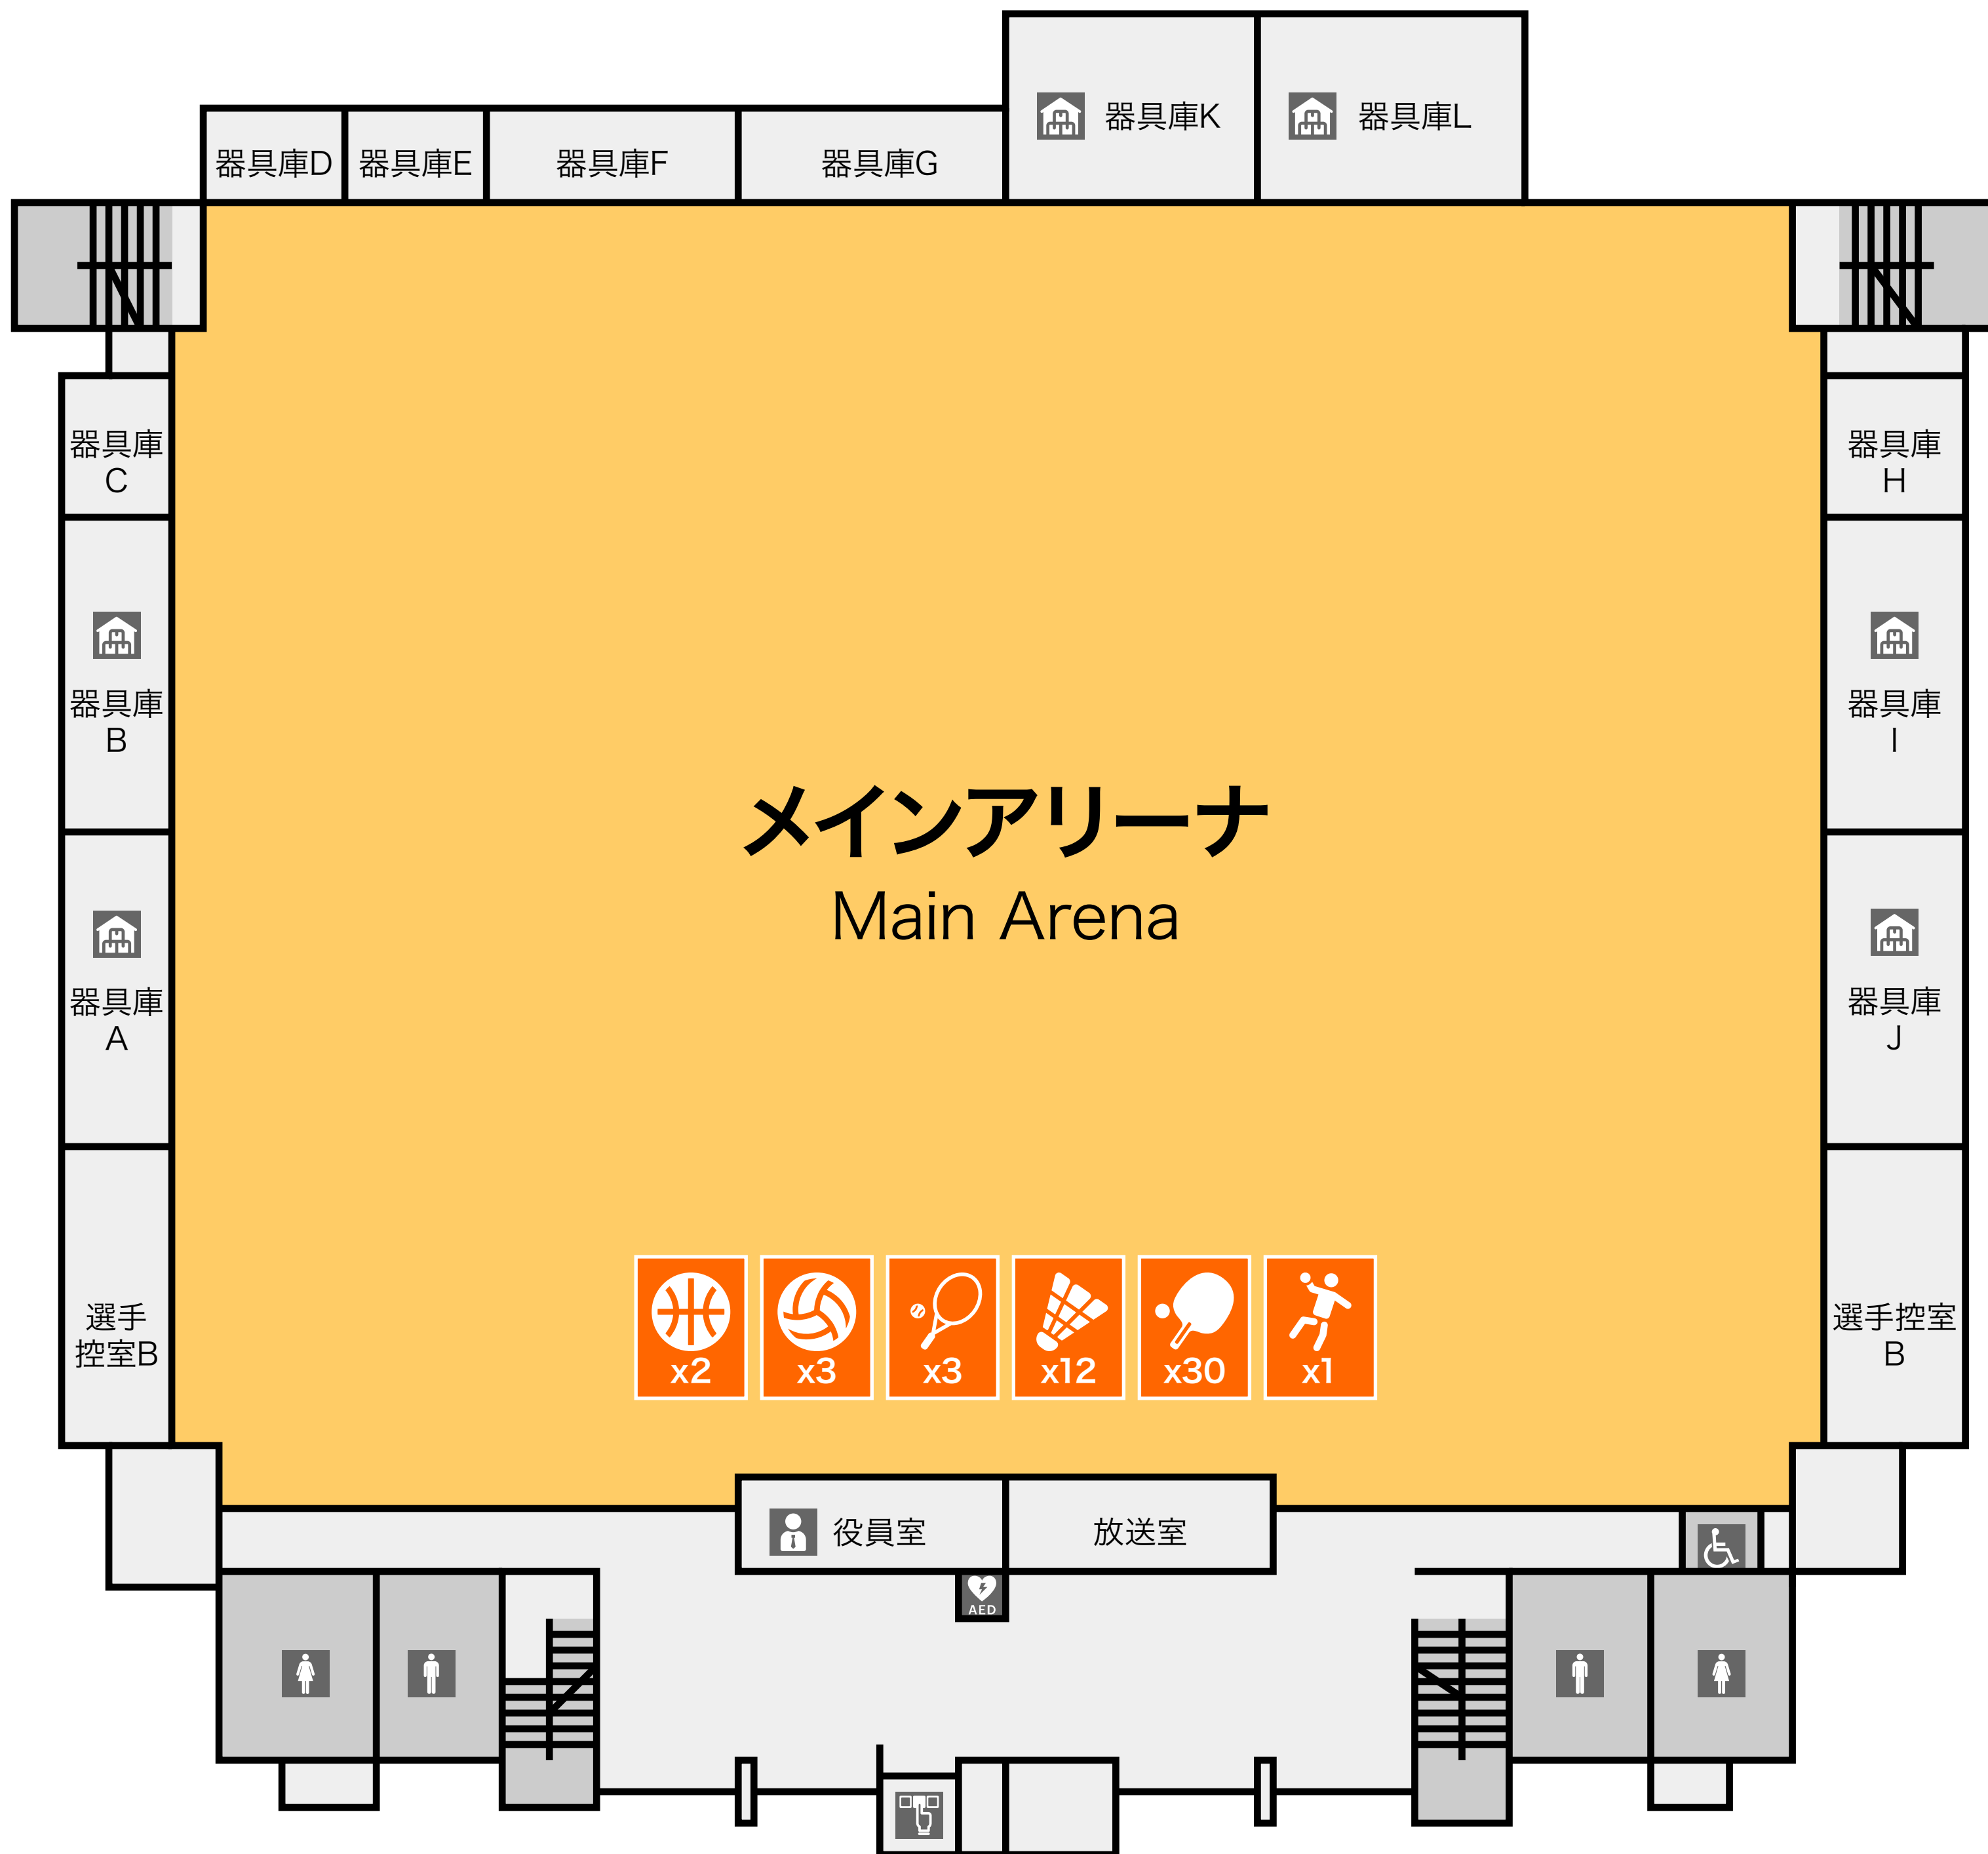 器具庫K
器具庫L
器具庫D
器具庫E
器具庫F
器具庫G
器具庫
C
器具庫
H
器具庫
B
器具庫
I
メインアリーナ
Main Arena
器具庫
A
器具庫
J
選手
控室B
選手控室
B
x2
x3
x3
x12
x30
x1
役員室
放送室
AED